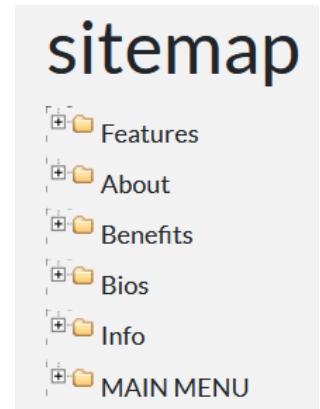 sitemap
Features
About
Benefits
Bios
Info
MAIN MENU